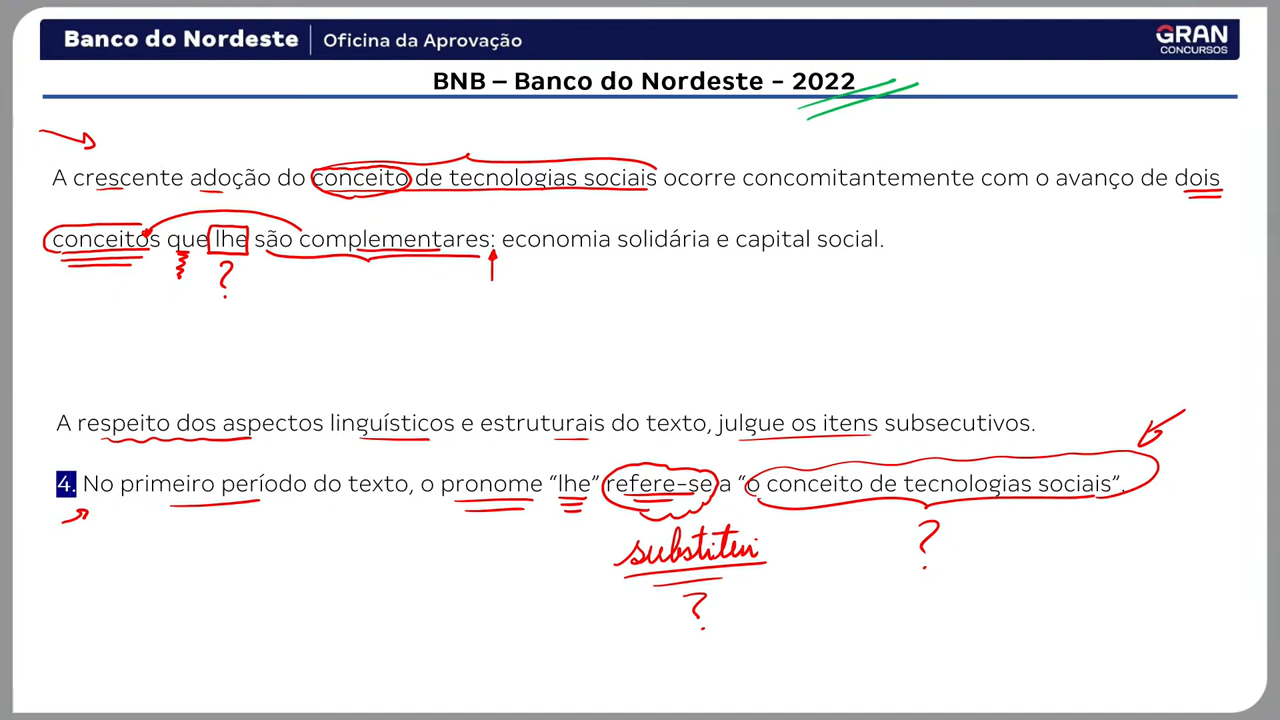 Banco do Nordeste | Oficina da Aprovação
GRAN
CONCURSOS
BNB – Banco do Nordeste – 2022
A crescente adoção do conceito de tecnologias sociais ocorre concomitantemente com o avanço de dois
conceitos que lhe são complementares: economia solidária e capital social.
?
A respeito dos aspectos linguísticos e estruturais do texto, julgue os itens subsecutivos.
4. No primeiro período do texto, o pronome “lhe” refere-se a “o conceito de tecnologias sociais”.
substitui
?
?